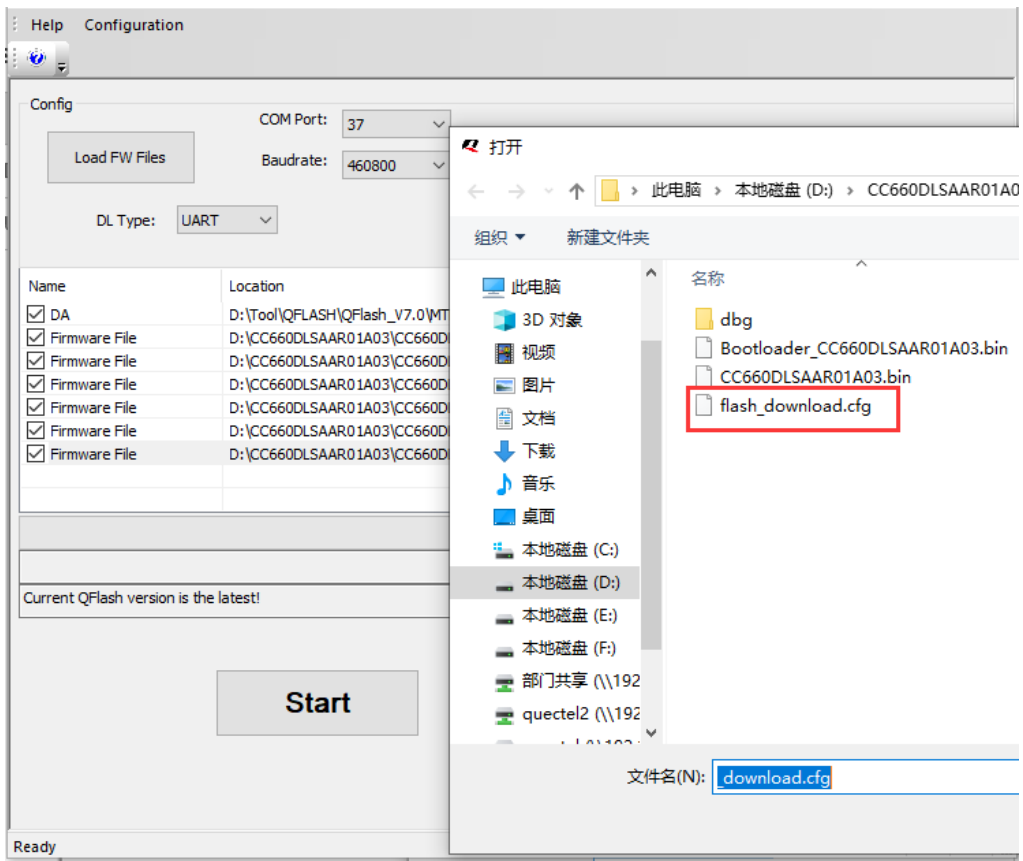 Help Configuration
Config
COM Port: 37
Load FW Files
Baudrate: 460800
DL Type: UART
Name Location
DA D:\Tool\QFLASH\QFlash_V7.0\MT
Firmware File D:\CC660DLSAAR01A03\CC660D
Firmware File D:\CC660DLSAAR01A03\CC660D
Firmware File D:\CC660DLSAAR01A03\CC660D
Firmware File D:\CC660DLSAAR01A03\CC660D
Firmware File D:\CC660DLSAAR01A03\CC660D
Firmware File D:\CC660DLSAAR01A03\CC660D
Current QFlash version is the latest!
Start
Ready
打开
此电脑 › 本地磁盘 (D:) › CC660DLSAAR01A0
组织 新建文件夹
此电脑
3D 对象
视频
图片
文档
下载
音乐
桌面
本地磁盘 (C:)
本地磁盘 (D:)
本地磁盘 (E:)
本地磁盘 (F:)
部门共享 (\\192
quectel2 (\\192
名称
dbg
Bootloader_CC660DLSAAR01A03.bin
CC660DLSAAR01A03.bin
flash_download.cfg
文件名(N): _download.cfg